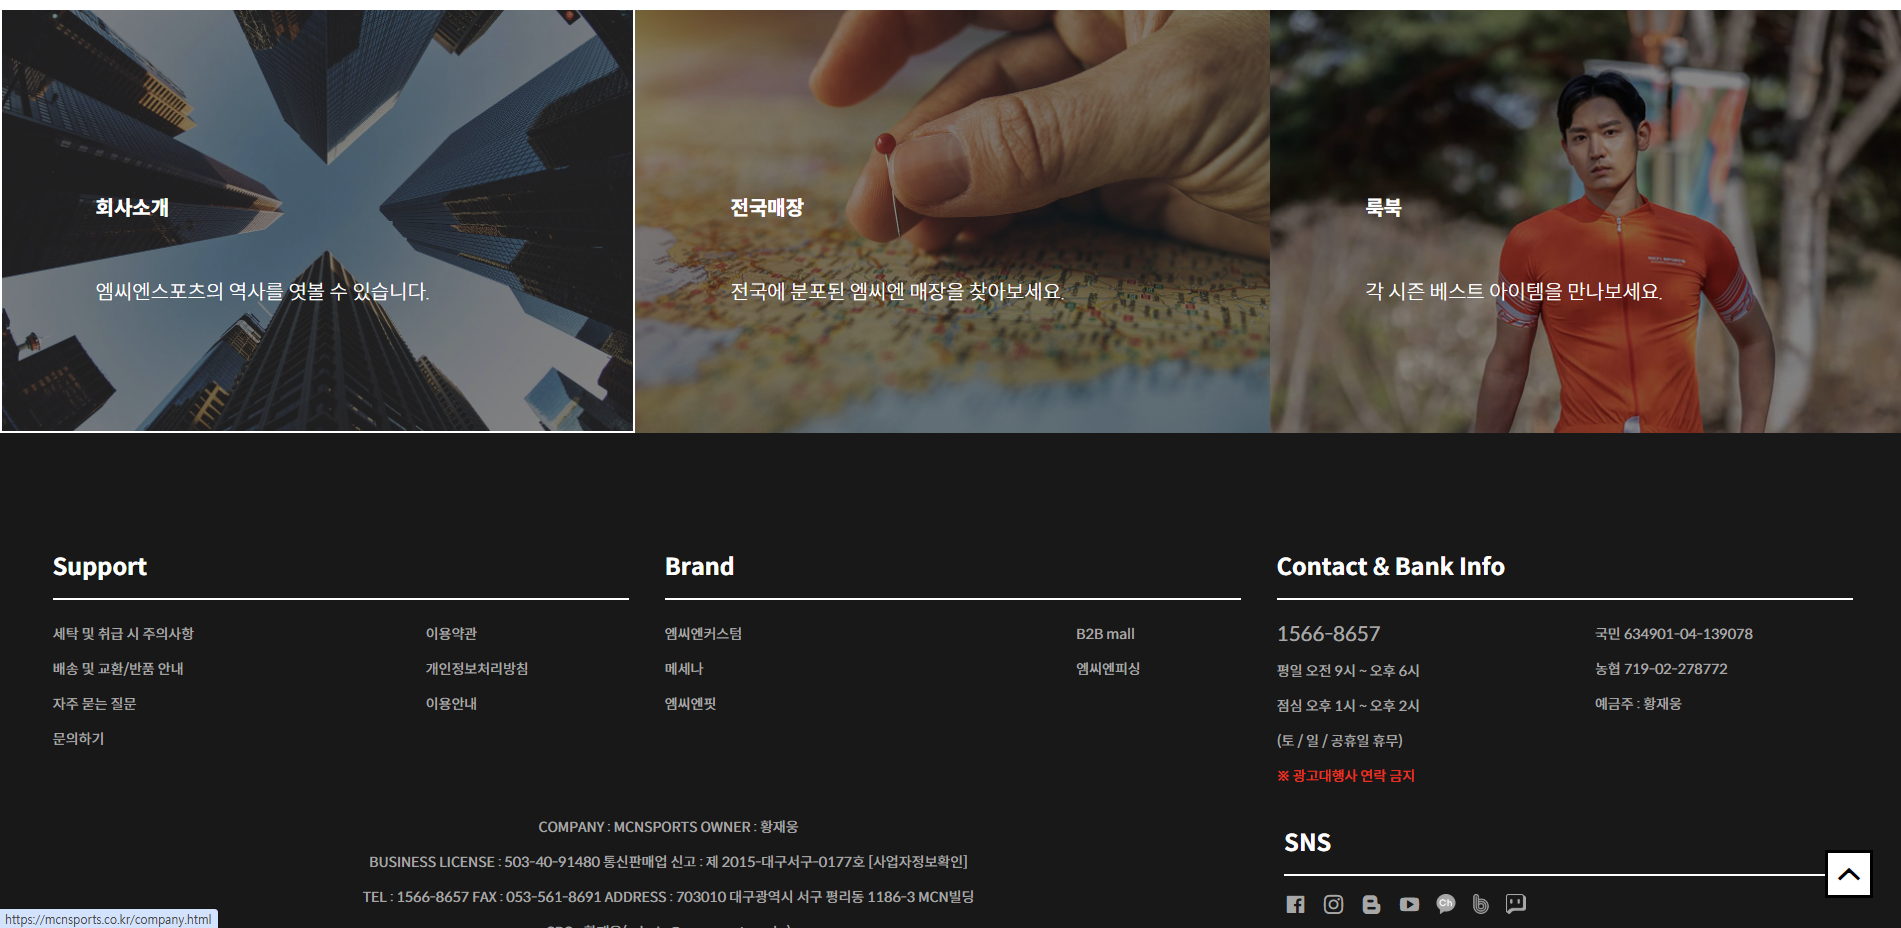 회사소개
엠씨엔스포츠의 역사를 엿볼 수 있습니다.
전국매장
전국에 분포된 엠씨엔 매장을 찾아보세요.
룩북
각 시즌 베스트 아이템을 만나보세요.
Support
세탁 및 취급 시 주의사항
배송 및 교환/반품 안내
자주 묻는 질문
문의하기
이용약관
개인정보처리방침
이용안내
Brand
엠씨엔커스텀
메세나
엠씨엔핏
B2B mall
엠씨엔피싱
Contact & Bank Info
1566-8657
평일 오전 9시 ~ 오후 6시
점심 오후 1시 ~ 오후 2시
(토 / 일 / 공휴일 휴무)
※ 광고대행사 연락 금지
국민 634901-04-139078
농협 719-02-278772
예금주 : 황재웅
COMPANY : MCNSPORTS OWNER : 황재웅
BUSINESS LICENSE : 503-40-91480 통신판매업 신고 : 제 2015-대구서구-0177호 [사업자정보확인]
TEL : 1566-8657 FAX : 053-561-8691 ADDRESS : 703010 대구광역시 서구 평리동 1186-3 MCN빌딩
SNS
Ch
https://mcnsports.co.kr/company.html